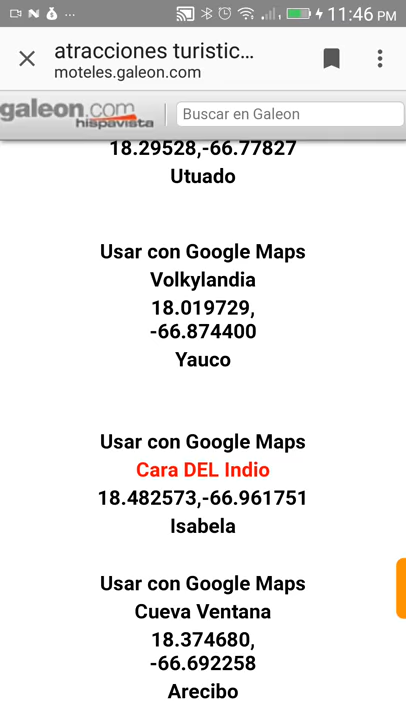 11:46 PM
atracciones turistic...
moteles.galeon.com
galeon.com
hispavista
Buscar en Galeon
18.29528,-66.77827
Utuado
Usar con Google Maps
Volkylandia
18.019729,
-66.874400
Yauco
Usar con Google Maps
Cara DEL Indio
18.482573,-66.961751
Isabela
Usar con Google Maps
Cueva Ventana
18.374680,
-66.692258
Arecibo